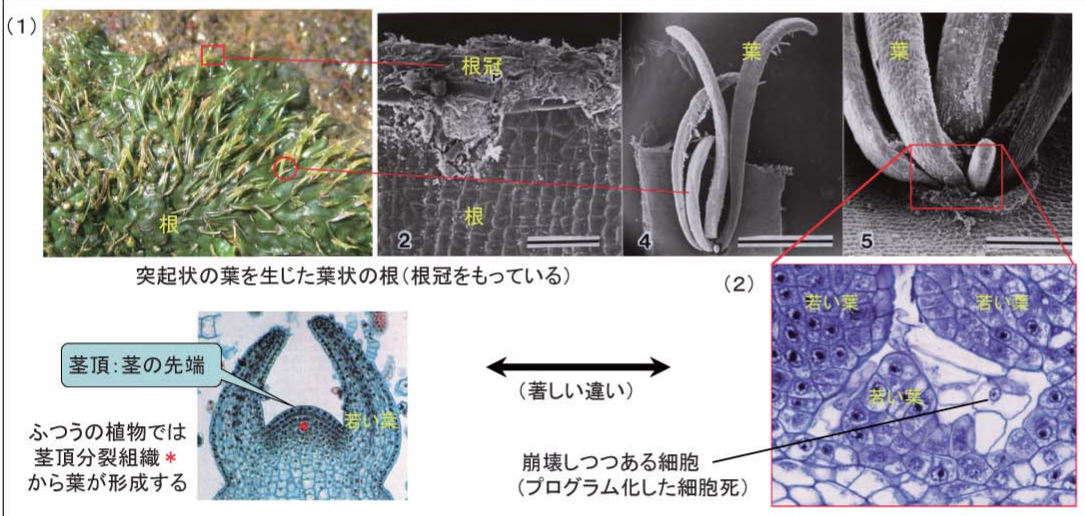 (1)
根冠
根
根
2
葉
4
葉
5
突起状の葉を生じた葉状の根(根冠をもっている)
(2)
若い葉
若い葉
若い葉
茎頂:茎の先端
若い葉
*
(著しい違い)
ふつうの植物では
茎頂分裂組織*
から葉が形成する
崩壊しつつある細胞
(プログラム化した細胞死)